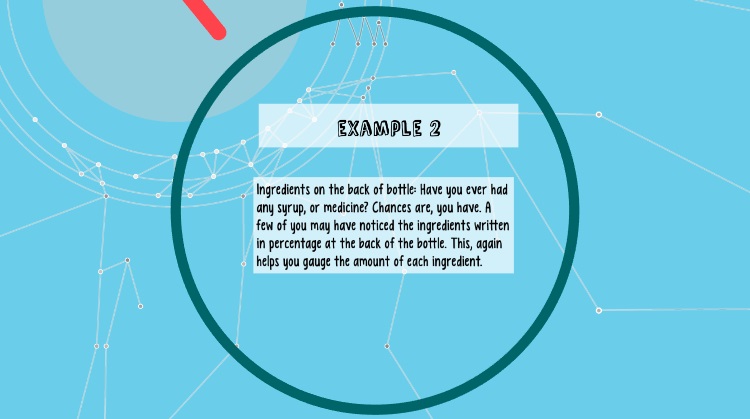 EXAMPLE 2
Ingredients on the back of bottle: Have you ever had
any syrup, or medicine? Chances are, you have. A
few of you may have noticed the ingredients written
in percentage at the back of the bottle. This, again
helps you gauge the amount of each ingredient.